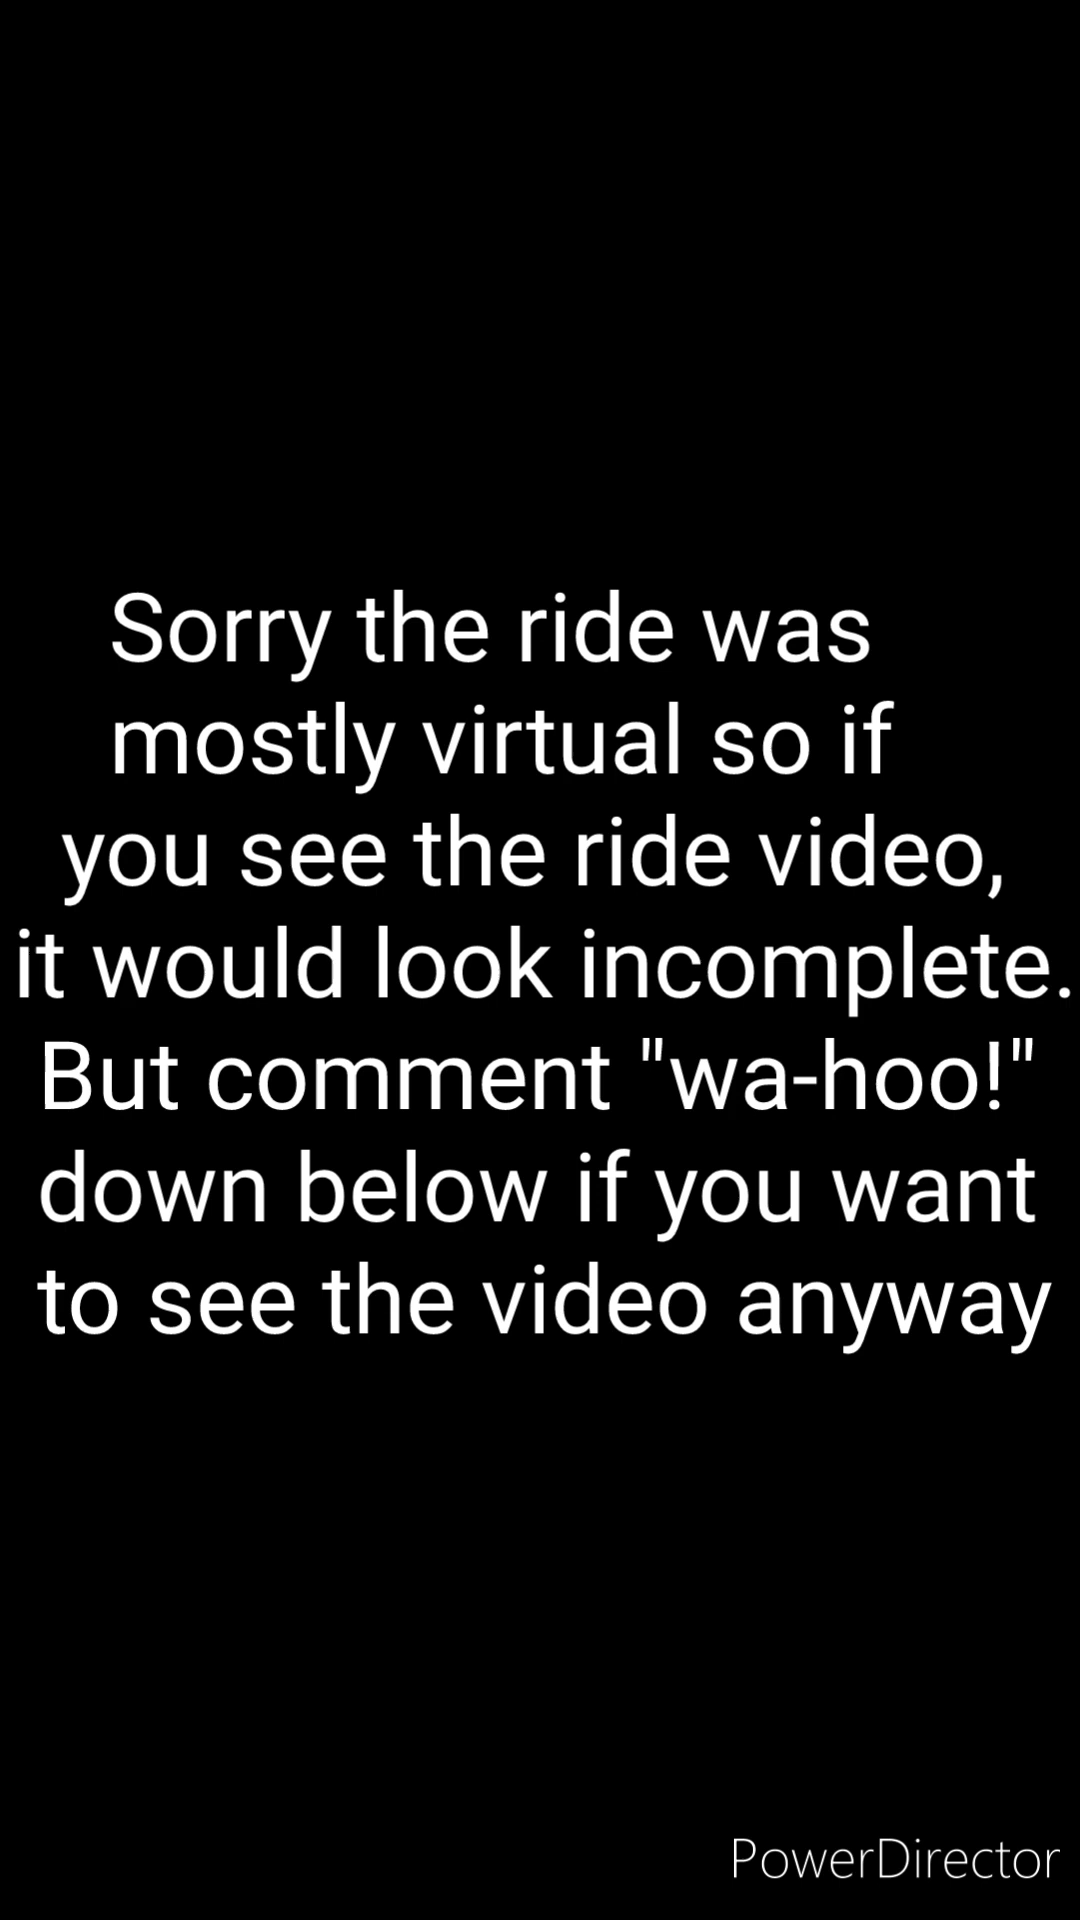 Sorry the ride was
mostly virtual so if
you see the ride video,
it would look incomplete.
But comment "wa-hoo!"
down below if you want
to see the video anyway
PowerDirector